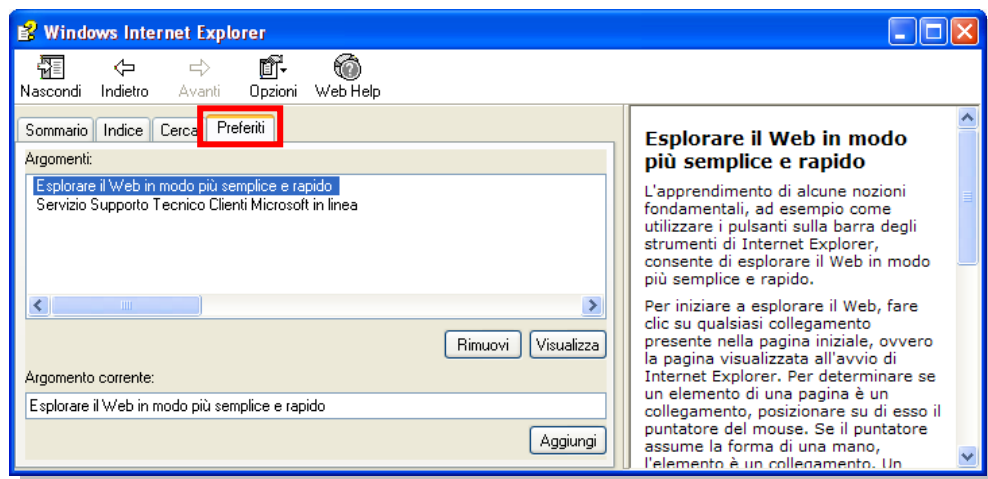 Windows Internet Explorer
Nascondi Indietro Avanti Opzioni Web Help
Sommario Indice Cerca Preferiti
Argomenti:
Esplorare il Web in modo più semplice e rapido
Servizio Supporto Tecnico Clienti Microsoft in linea
Rimuovi Visualizza
Argomento corrente:
Esplorare il Web in modo più semplice e rapido
Aggiungi
Esplorare il Web in modo
più semplice e rapido
L'apprendimento di alcune nozioni
fondamentali, ad esempio come
utilizzare i pulsanti sulla barra degli
strumenti di Internet Explorer,
consente di esplorare il Web in modo
più semplice e rapido.
Per iniziare a esplorare il Web, fare
clic su qualsiasi collegamento
presente nella pagina iniziale, ovvero
la pagina visualizzata all'avvio di
Internet Explorer. Per determinare se
un elemento di una pagina è un
collegamento, posizionare su di esso il
puntatore del mouse. Se il puntatore
assume la forma di una mano,
l'elemento è un collegamento. Un